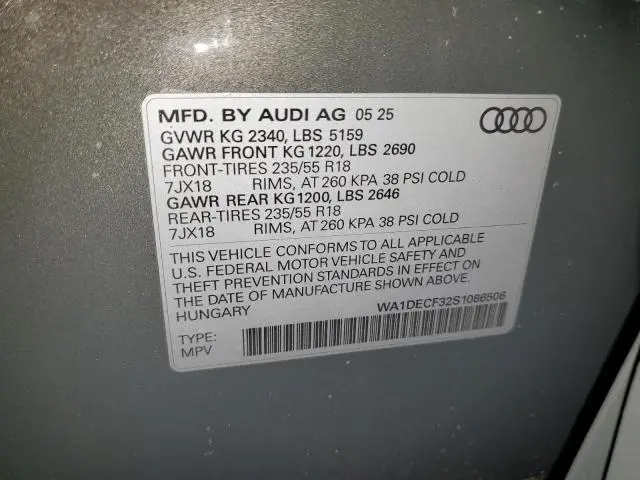 MFD. BY AUDI AG 05 25
GVWR KG 2340, LBS 5159
GAWR FRONT KG 1220, LBS 2690
FRONT-TIRES 235/55 R18
7JX18 RIMS, AT 260 KPA 38 PSI COLD
GAWR REAR KG1200, LBS 2646
REAR-TIRES 235/55 R18
7JX18 RIMS, AT 260 KPA 38 PSI COLD
THIS VEHICLE CONFORMS TO ALL APPLICABLE
U.S. FEDERAL MOTOR VEHICLE SAFETY AND
THEFT PREVENTION STANDARDS IN EFFECT ON
THE DATE OF MANUFACTURE SHOWN ABOVE.
HUNGARY
WA1DECF32S1086506
TYPE:
MPV